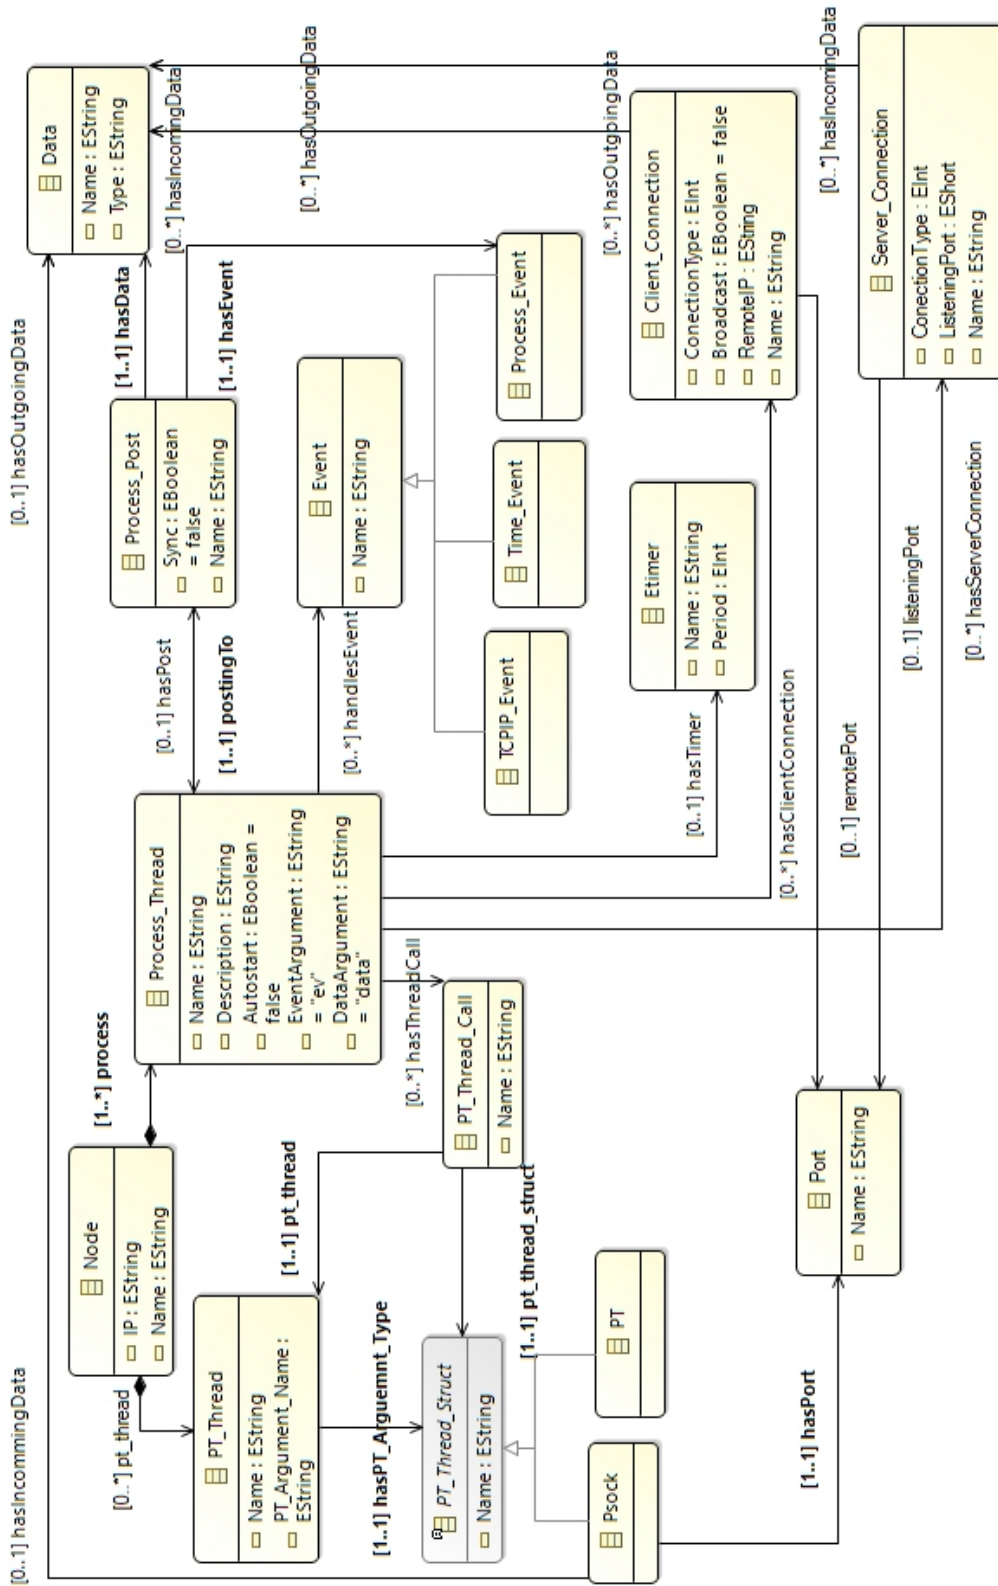 [0..1] hasIncommingData
[0..1] hasOutgoingData
Node
IP : EString
Name : EString
[1..*] process
[0..*] pt_thread
Process_Thread
Name : EString
Description : EString
Autostart : EBoolean =
false
EventArgument : EString
= "ev"
DataArgument : EString
= "data"
[0..1] hasPost
[1..1] postingTo
Process_Post
Sync : EBoolean
= false
Name : EString
[1..1] hasData
[1..1] hasEvent
Data
Name : EString
Type : EString
[0..*] hasIncomingData
[0..*] hasOutgoingData
PT_Thread
Name : EString
PT_Argument_Name :
EString
[1..1] pt_thread
[1..1] hasPT_Arguemnt_Type
[0..*] handlesEvent
Event
Name : EString
PT_Thread_Struct
Name : EString
[0..*] hasThreadCall
PT_Thread_Call
Name : EString
[1..1] pt_thread_struct
TCPIP_Event
Time_Event
Process_Event
Psock
PT
[0..1] hasTimer
Etimer
Name : EString
Period : EInt
[0..*] hasOutgoingData
Client_Connection
ConectionType : EInt
Broadcast : EBoolean = false
RemoteIP : EString
Name : EString
[0..*] hasClientConnection
[1..1] hasPort
Port
Name : EString
[0..1] remotePort
[0..1] listeningPort
[0..*] hasServerConnection
[0..*] hasIncomingData
Server_Connection
ConectionType : EInt
ListeningPort : EShort
Name : EString